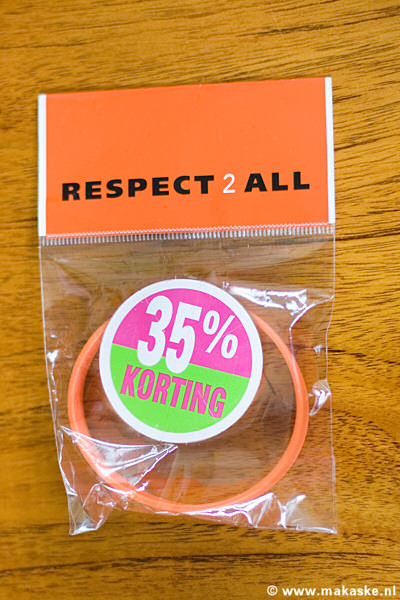 RESPECT 2 ALL
35%
KORTING
© www.makaske.nl